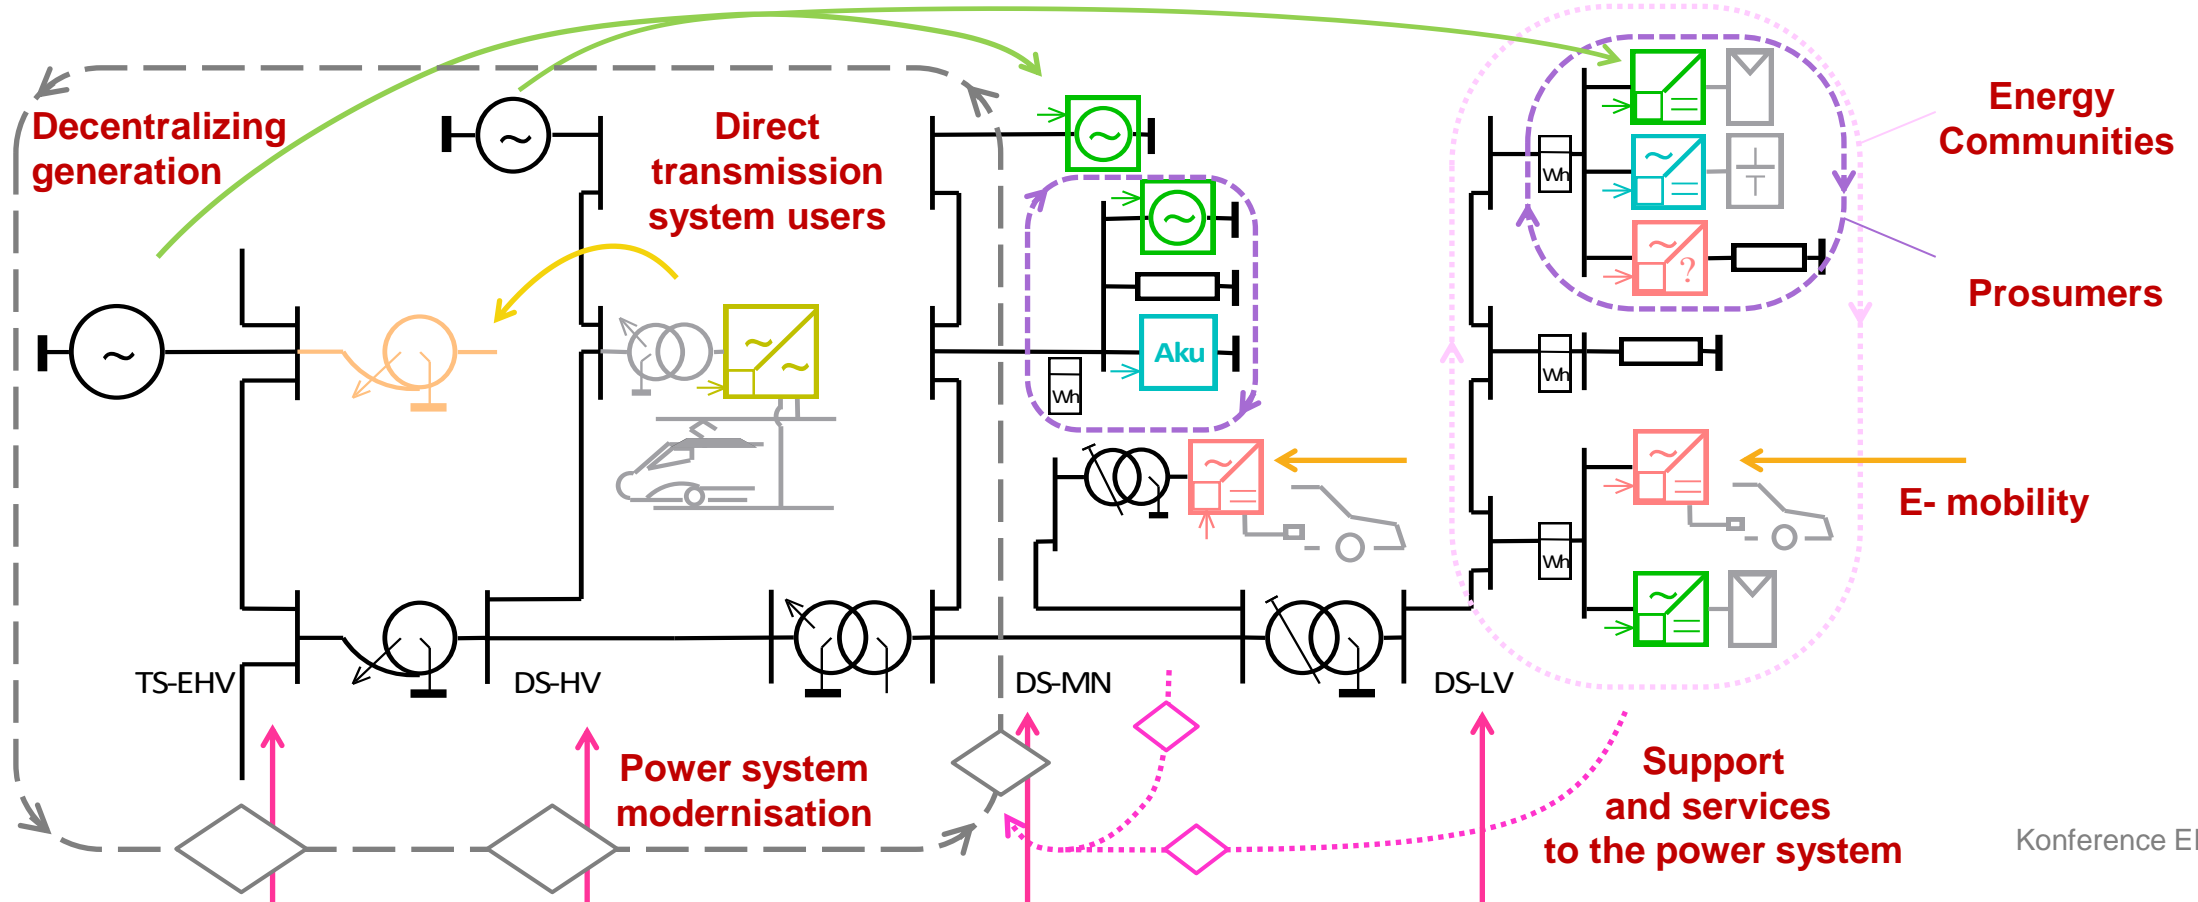 Decentralizing
generation
Direct
transmission
system users
Energy
Communities
Prosumers
Wh
?
Aku
Wh
Wh
E- mobility
Wh
TS-EHV
DS-HV
DS-MN
DS-LV
Power system
modernisation
Support
and services
to the power system
Konference El